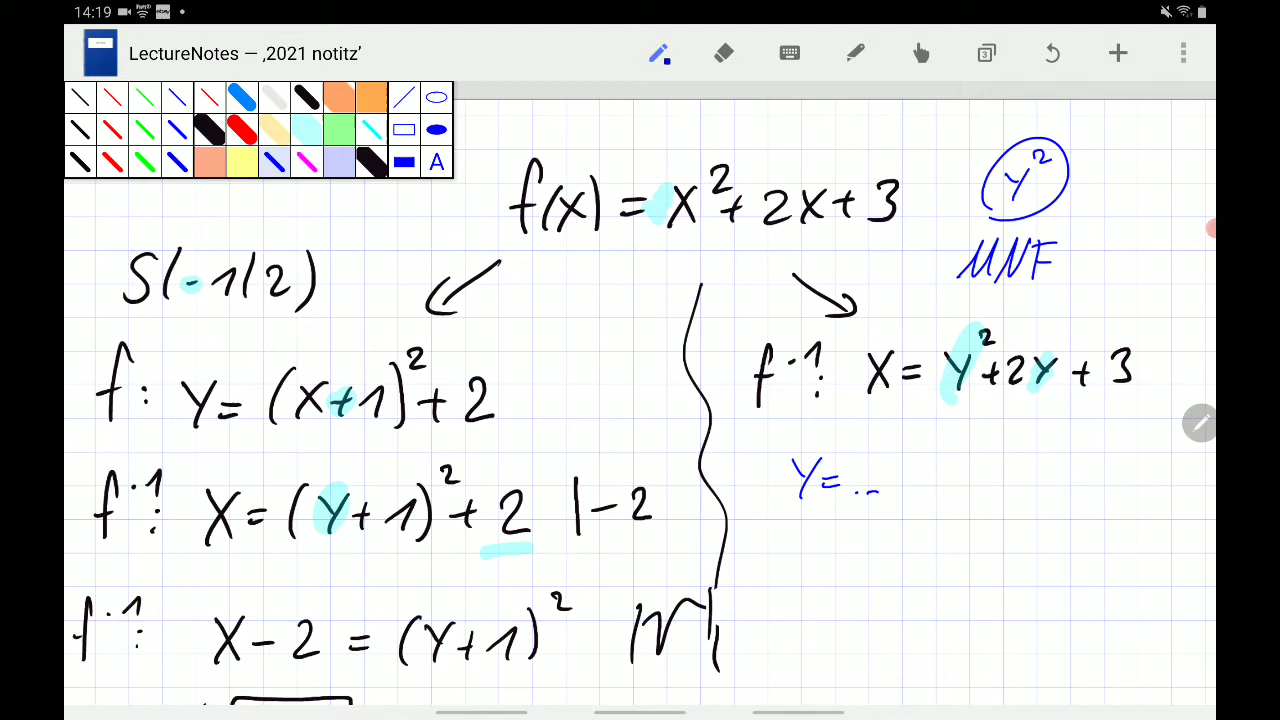 14:19
LectureNotes — ‚2021 notitz’
3
A
f(x) = x²+ 2x+ 3
y²
MNF
S(-1|2)
f: y= (x+1)²+ 2
f⁻¹: x= (y+1)²+ 2 |-2
f⁻¹: x-2 = (y+1)² |√
f⁻¹: x= y²+2y + 3
y= ...